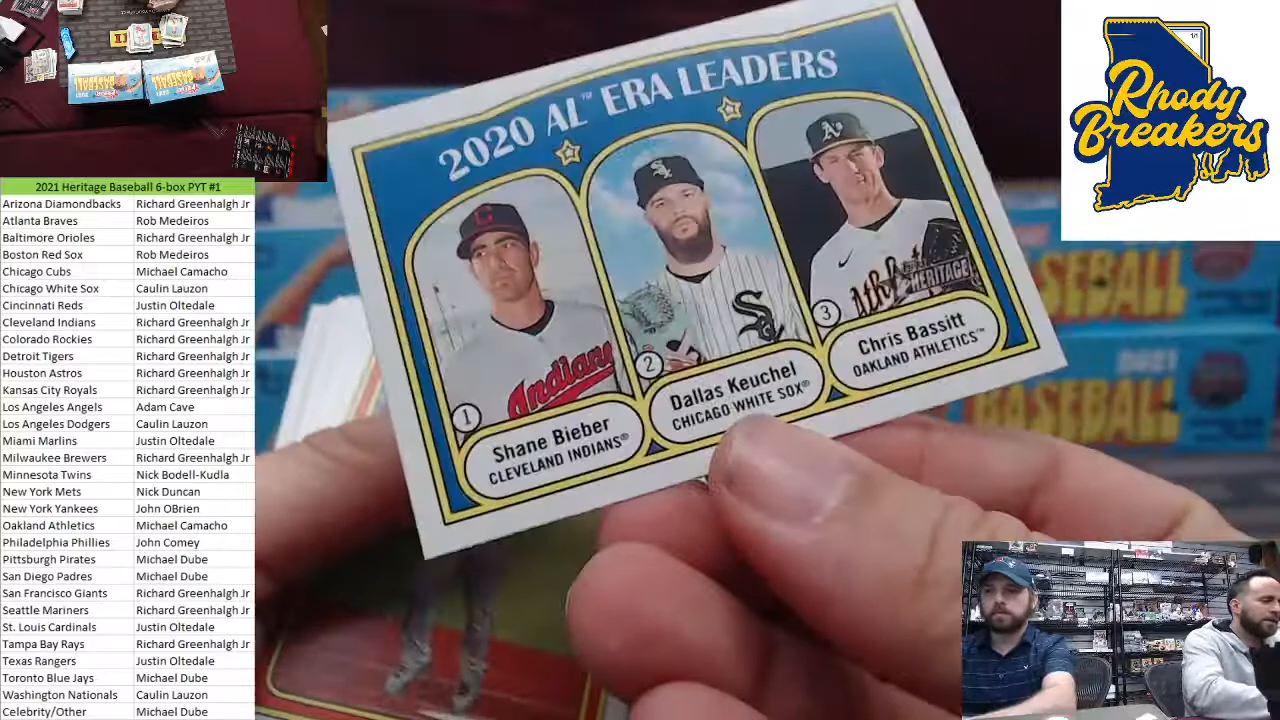 2021 Heritage Baseball 6-box PYT #1
Arizona Diamondbacks Richard Greenhalgh Jr
Atlanta Braves Rob Medeiros
Baltimore Orioles Richard Greenhalgh Jr
Boston Red Sox Rob Medeiros
Chicago Cubs Michael Camacho
Chicago White Sox Caulin Lauzon
Cincinnati Reds Justin Oltedale
Cleveland Indians Richard Greenhalgh Jr
Colorado Rockies Richard Greenhalgh Jr
Detroit Tigers Richard Greenhalgh Jr
Houston Astros Richard Greenhalgh Jr
Kansas City Royals Richard Greenhalgh Jr
Los Angeles Angels Adam Cave
Los Angeles Dodgers Caulin Lauzon
Miami Marlins Justin Oltedale
Milwaukee Brewers Richard Greenhalgh Jr
Minnesota Twins Nick Bodell-Kudla
New York Mets Nick Duncan
New York Yankees John OBrien
Oakland Athletics Michael Camacho
Philadelphia Phillies John Comey
Pittsburgh Pirates Michael Dube
San Diego Padres Michael Dube
San Francisco Giants Richard Greenhalgh Jr
Seattle Mariners Richard Greenhalgh Jr
St. Louis Cardinals Justin Oltedale
Tampa Bay Rays Richard Greenhalgh Jr
Texas Rangers Justin Oltedale
Toronto Blue Jays Michael Dube
Washington Nationals Caulin Lauzon
Celebrity/Other Michael Dube
2020 AL™ ERA LEADERS
Indians
HERITAGE
1
Shane Bieber
CLEVELAND INDIANS®
2
Dallas Keuchel
CHICAGO WHITE SOX®
3
Chris Bassitt
OAKLAND ATHLETICS™
1/1
Rhody
Breakers
BASEBALL
2021
BASEBALL